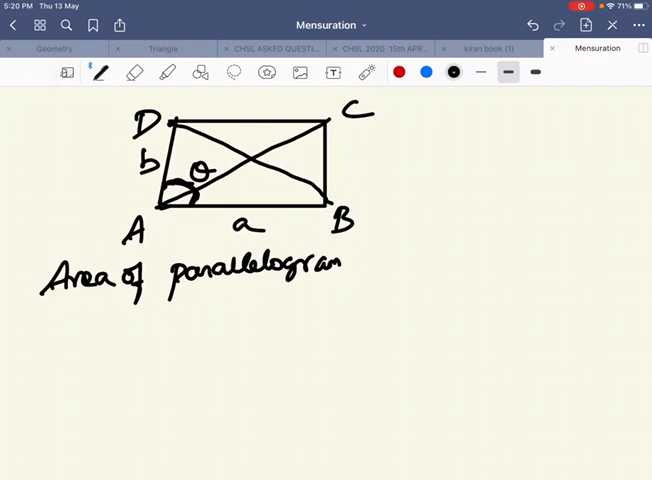 5:20 PM Thu 13 May
71%
Mensuration
Geometry
Triangle
CHSL ASKED QUESTI...
CHSL 2020 15th APR...
kiran book (1)
Mensuration
T
D
C
b
θ
A
a
B
Area of parallelogram